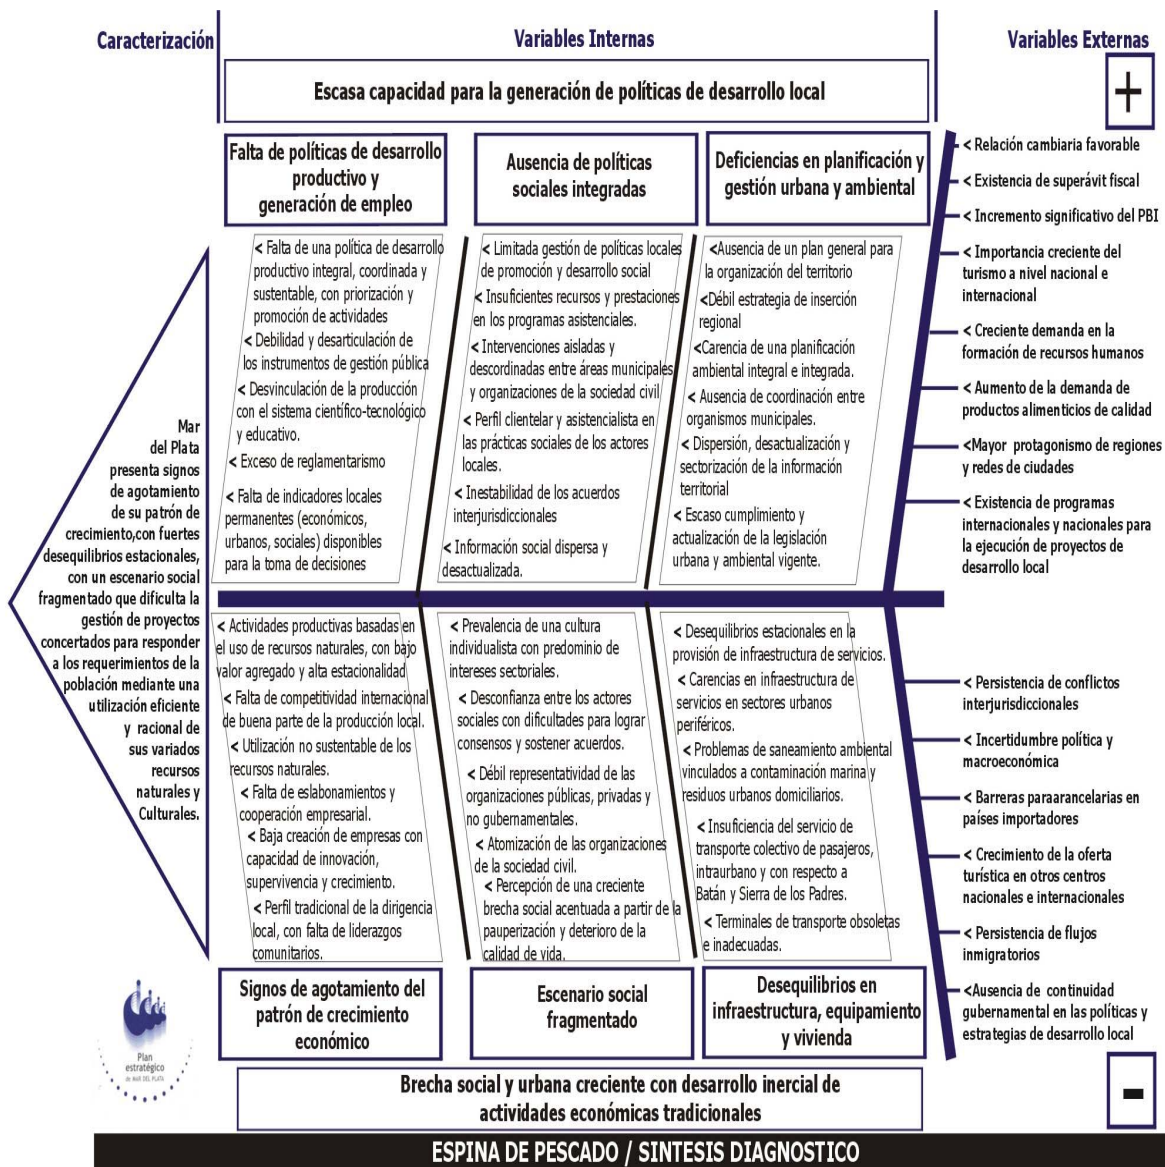 Caracterización
Variables Internas
Variables Externas
Escasa capacidad para la generación de políticas de desarrollo local
+
Falta de políticas de desarrollo
productivo y
generación de empleo
Ausencia de políticas
sociales integradas
Deficiencias en planificación y
gestión urbana y ambiental
< Falta de una política de desarrollo
productivo integral, coordinada y
sustentable, con priorización y
promoción de actividades
< Debilidad y desarticulación de
los instrumentos de gestión pública
< Desvinculación de la producción
con el sistema científico-tecnológico
y educativo.
< Exceso de reglamentarismo
< Falta de indicadores locales
permanentes (económicos,
urbanos, sociales) disponibles
para la toma de decisiones
< Limitada gestión de políticas locales
de promoción y desarrollo social
< Insuficientes recursos y prestaciones
en los programas asistenciales.
< Intervenciones aisladas y
descordinadas entre áreas municipales
y organizaciones de la sociedad civil
< Perfil clientelar y asistencialista en
las prácticas sociales de los actores
locales.
< Inestabilidad de los acuerdos
interjurisdiccionales
< Información social dispersa y
desactualizada.
<Ausencia de un plan general para
la organización del territorio
<Débil estrategia de inserción
regional
<Carencia de una planificación
ambiental integral e integrada.
< Ausencia de coordinación entre
organismos municipales.
< Dispersión, desactualización y
sectorización de la información
territorial
< Escaso cumplimiento y
actualización de la legislación
urbana y ambiental vigente.
< Relación cambiaria favorable
< Existencia de superávit fiscal
< Incremento significativo del PBI
< Importancia creciente del
turismo a nivel nacional e
internacional
< Creciente demanda en la
formación de recursos humanos
< Aumento de la demanda de
productos alimenticios de calidad
<Mayor protagonismo de regiones
y redes de ciudades
< Existencia de programas
internacionales y nacionales para
la ejecución de proyectos de
desarrollo local
Mar
del Plata
presenta signos
de agotamiento
de su patrón de
crecimiento,con fuertes
desequilibrios estacionales,
con un escenario social
fragmentado que dificulta la
gestión de proyectos
concertados para responder
a los requerimientos de la
población mediante una
utilización eficiente
y racional de
sus variados
recursos
naturales y
Culturales.
< Actividades productivas basadas en
el uso de recursos naturales, con bajo
valor agregado y alta estacionalidad
< Falta de competitividad internacional
de buena parte de la producción local.
< Utilización no sustentable de los
recursos naturales.
< Falta de eslabonamientos y
cooperación empresarial.
< Baja creación de empresas con
capacidad de innovación,
supervivencia y crecimiento.
< Perfil tradicional de la dirigencia
local, con falta de liderazgos
comunitarios.
< Prevalencia de una cultura
individualista con predominio de
intereses sectoriales.
< Desconfianza entre los actores
sociales con dificultades para lograr
consensos y sostener acuerdos.
< Débil representatividad de las
organizaciones públicas, privadas y
no gubernamentales.
< Atomización de las organizaciones
de la sociedad civil.
< Percepción de una creciente
brecha social acentuada a partir de la
pauperización y deterioro de la
calidad de vida.
< Desequilibrios estacionales en la
provisión de infraestructura de servicios.
< Carencias en infraestructura de
servicios en sectores urbanos
periféricos.
< Problemas de saneamiento ambiental
vinculados a contaminación marina y
residuos urbanos domiciliarios.
< Insuficiencia del servicio de
transporte colectivo de pasajeros,
intraurbano y con respecto a
Batán y Sierra de los Padres.
< Terminales de transporte obsoletas
e inadecuadas.
< Persistencia de conflictos
interjurisdiccionales
< Incertidumbre política y
macroeconómica
< Barreras paraarancelarias en
países importadores
< Crecimiento de la oferta
turística en otros centros
nacionales e internacionales
< Persistencia de flujos
inmigratorios
<Ausencia de continuidad
gubernamental en las políticas y
estrategias de desarrollo local
Signos de agotamiento del
patrón de crecimiento
económico
Escenario social
fragmentado
Desequilibrios en
infraestructura, equipamiento
y vivienda
Plan
estratégico
de MAR DEL PLATA
Brecha social y urbana creciente con desarrollo inercial de
actividades económicas tradicionales
-
ESPINA DE PESCADO / SINTESIS DIAGNOSTICO